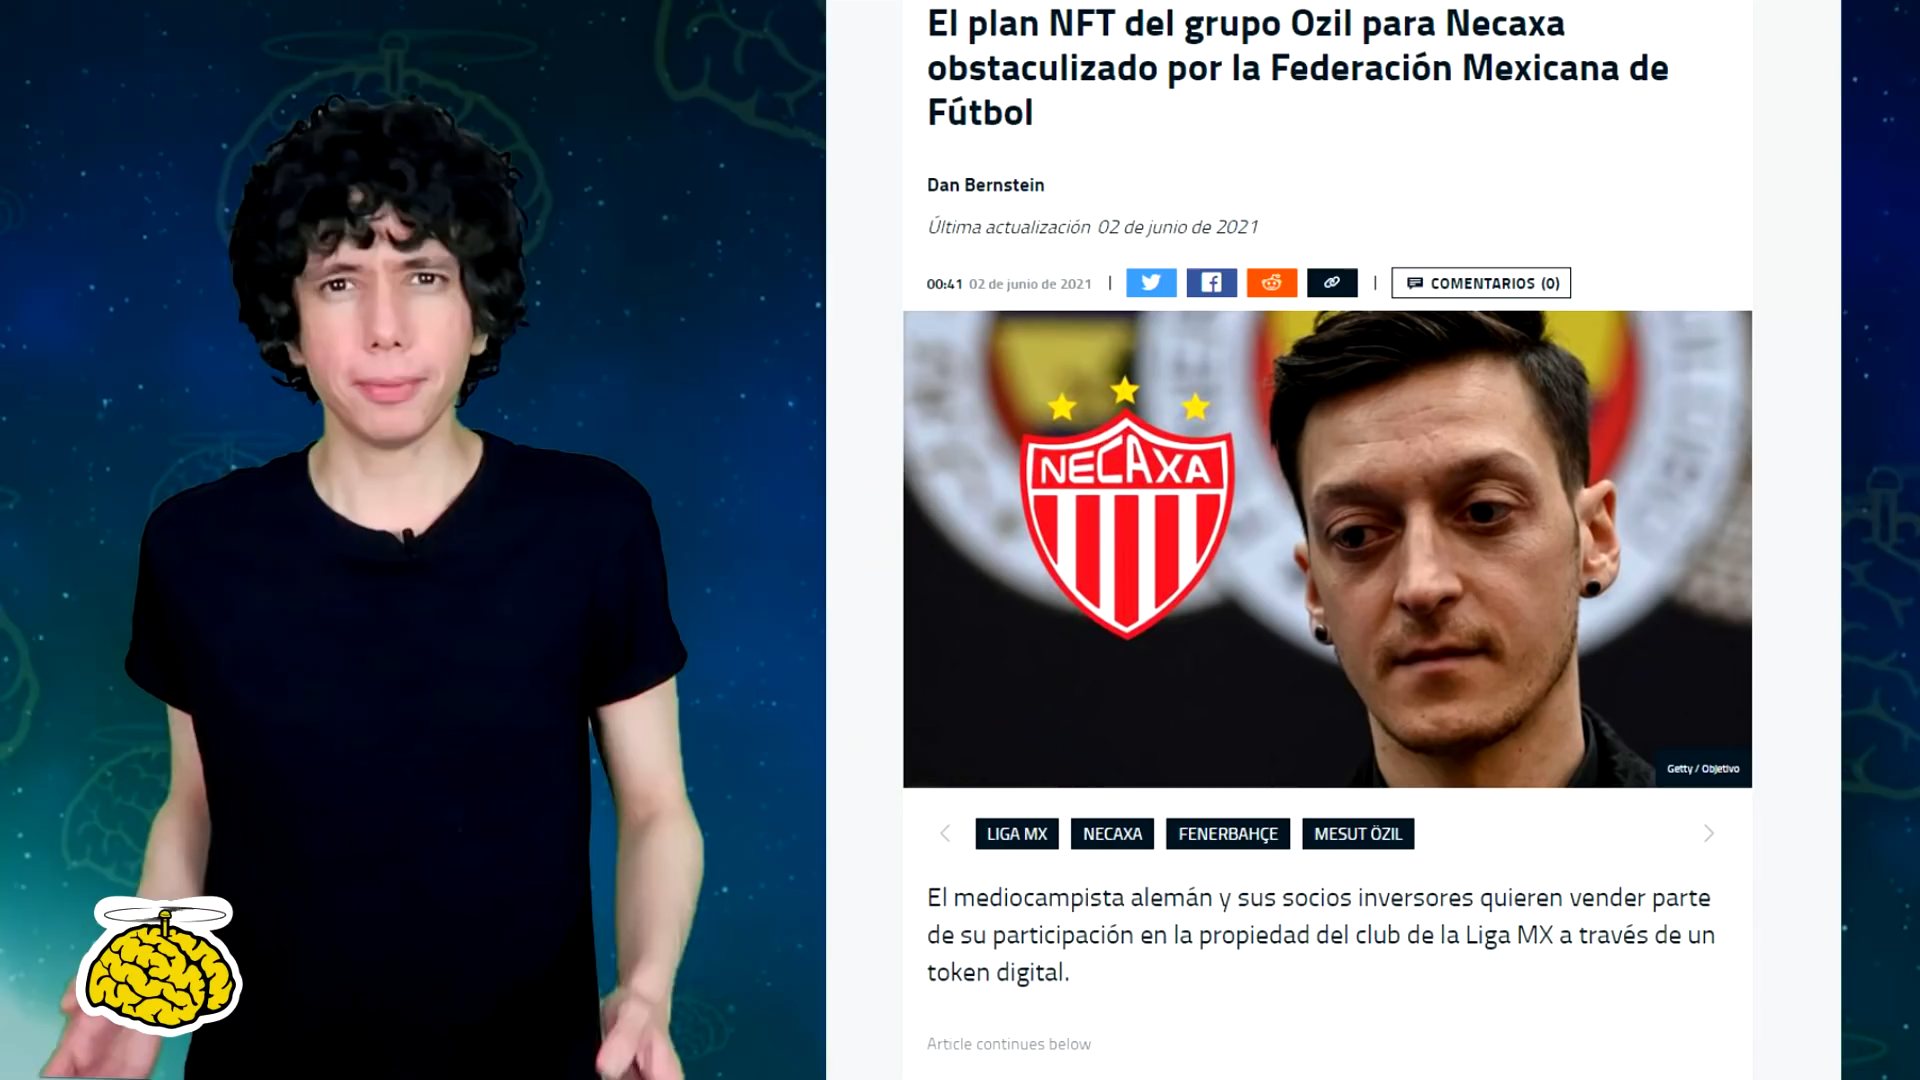 El plan NFT del grupo Ozil para Necaxa
obstaculizado por la Federación Mexicana de
Fútbol
Dan Bernstein
Última actualización 02 de junio de 2021
00:41 02 de junio de 2021 | | COMENTARIOS (0)
NECAXA
Getty / Objetivo
LIGA MX NECAXA FENERBAHÇE MESUT ÖZIL
El mediocampista alemán y sus socios inversores quieren vender parte
de su participación en la propiedad del club de la Liga MX a través de un
token digital.
Article continues below